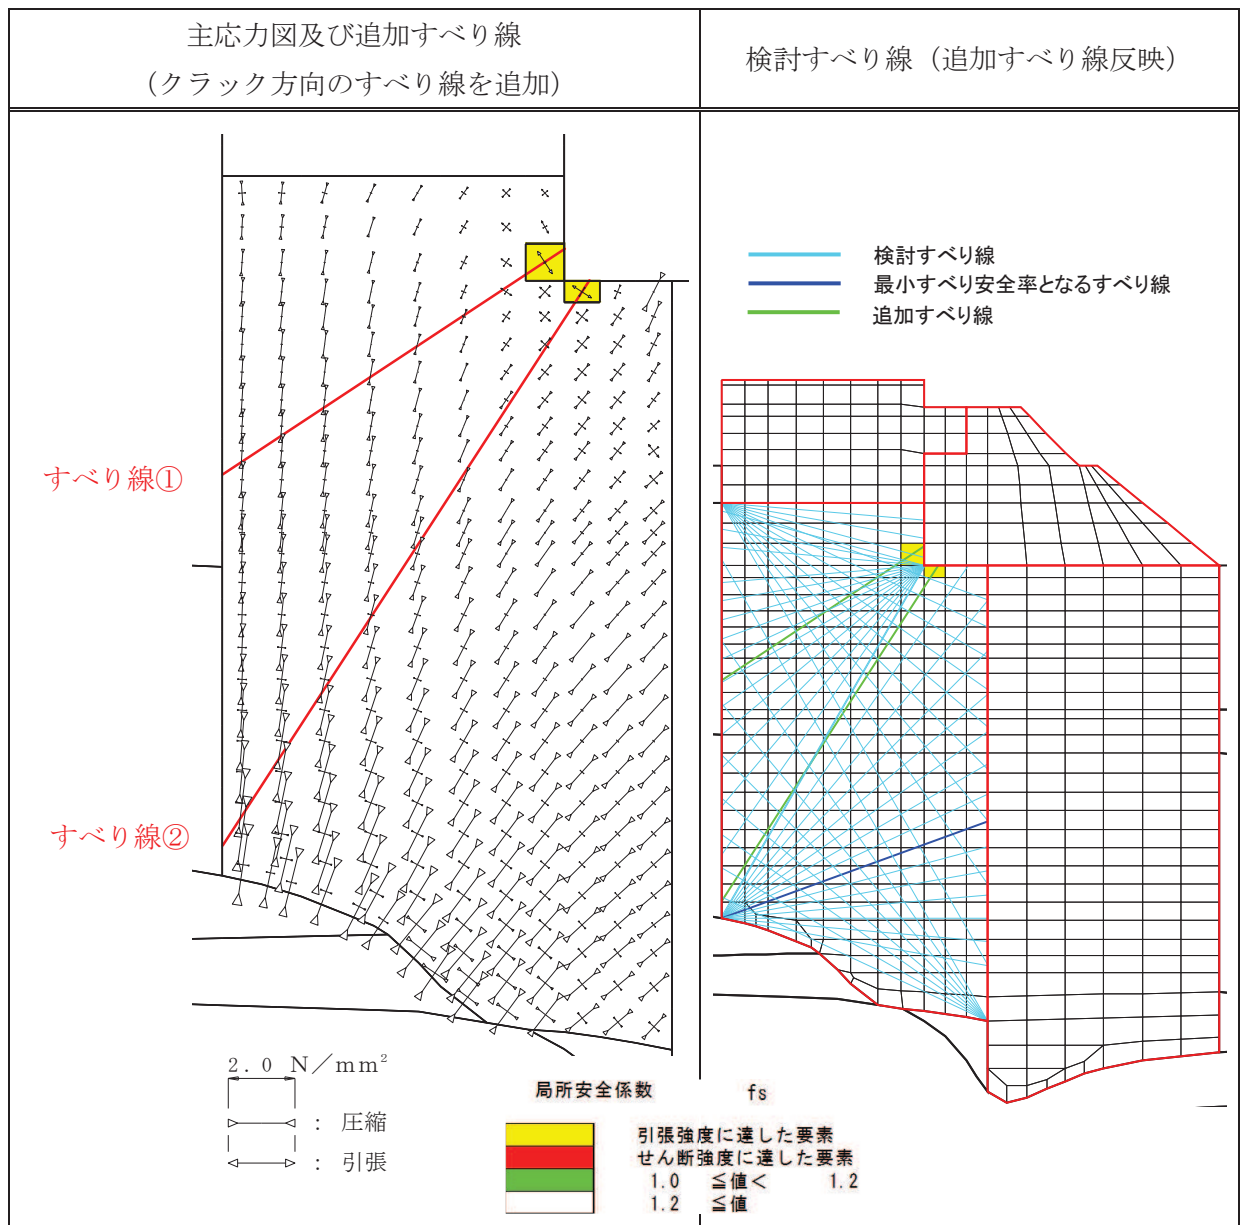 主応力図及び追加すべり線
（クラック方向のすべり線を追加）
検討すべり線（追加すべり線反映）
すべり線①
すべり線②
2.0 N／mm²
： 圧縮
： 引張
検討すべり線
最小すべり安全率となるすべり線
追加すべり線
局所安全係数 fs
引張強度に達した要素
せん断強度に達した要素
1.0 ≦値＜ 1.2
1.2 ≦値